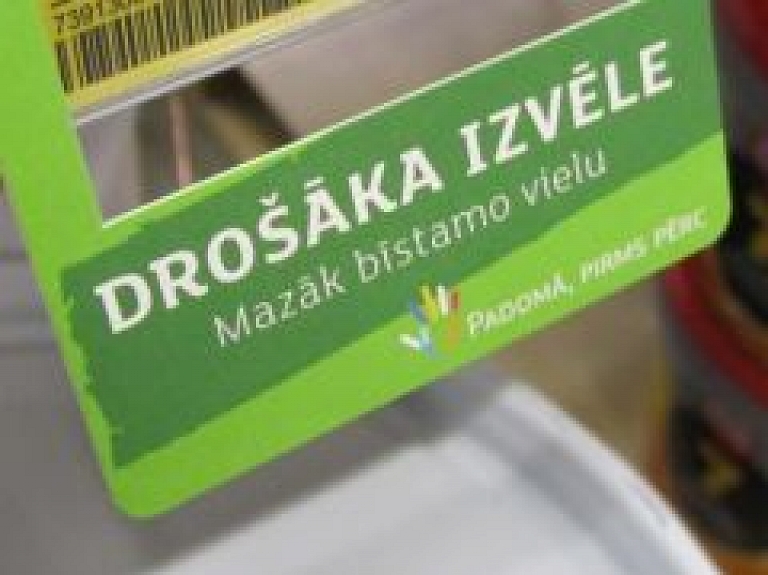 DROŠĀKA IZVĒLE
Mazāk bīstamo vielu
PADOMĀ, PIRMS PĒRC